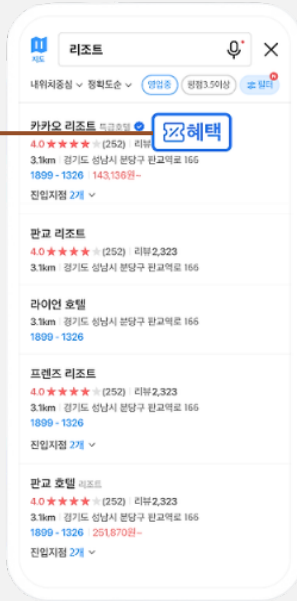 지도
리조트
내위치중심 정확도순 영업중 평점3.5이상 필터
카카오 리조트 특급호텔
혜택
4.0 ★★★★★ (252) 리뷰
3.1km 경기도 성남시 분당구 판교역로 166
1899 - 1326 143,136원~
진입지점 2개
판교 리조트
4.0 ★★★★★ (252) 리뷰2,323
3.1km 경기도 성남시 분당구 판교역로 166
라이언 호텔
3.1km 경기도 성남시 분당구 판교역로 166
1899 - 1326
프렌즈 리조트
4.0 ★★★★★ (252) 리뷰2,323
3.1km 경기도 성남시 분당구 판교역로 166
1899 - 1326
진입지점 2개
판교 호텔 리조트
4.0 ★★★★★ (252) 리뷰2,323
3.1km 경기도 성남시 분당구 판교역로 166
1899 - 1326 251,870원~
진입지점 2개